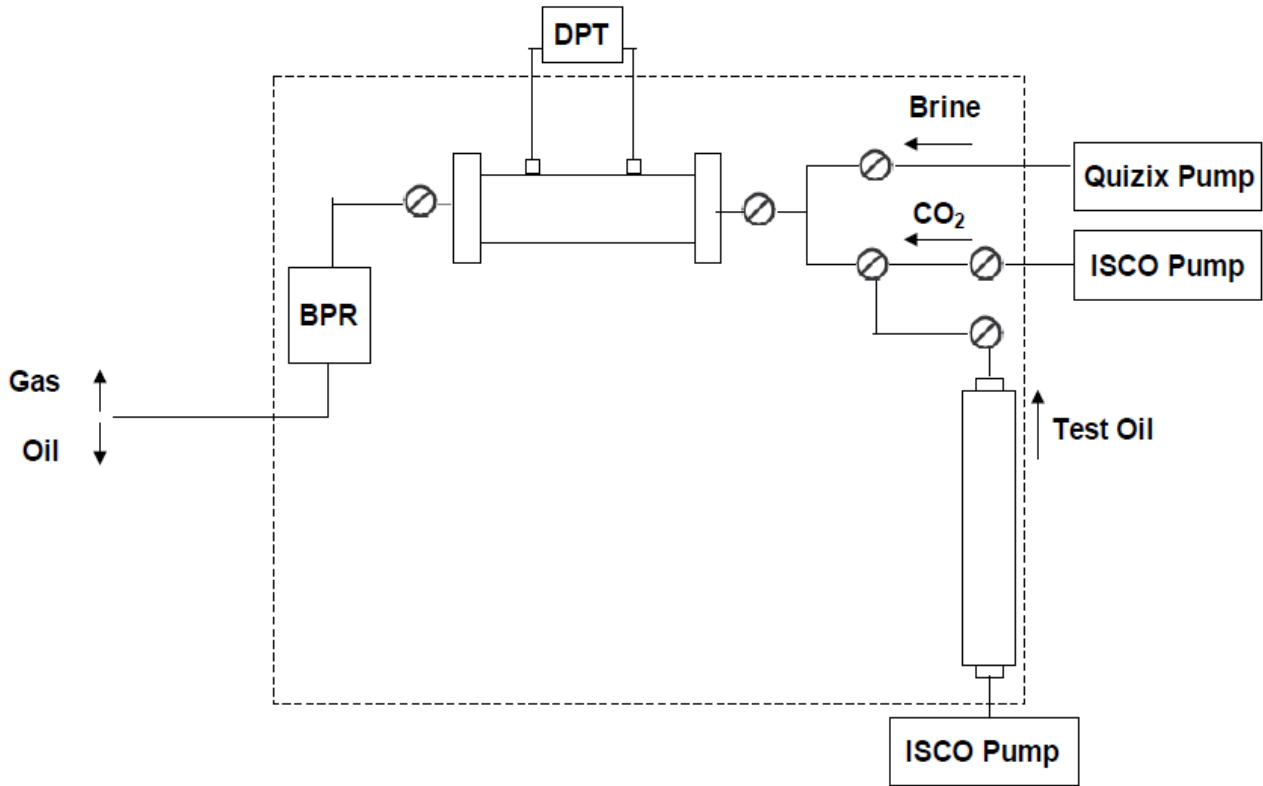 DPT
Brine
Quizix Pump
CO₂
ISCO Pump
BPR
Gas
Oil
Test Oil
ISCO Pump